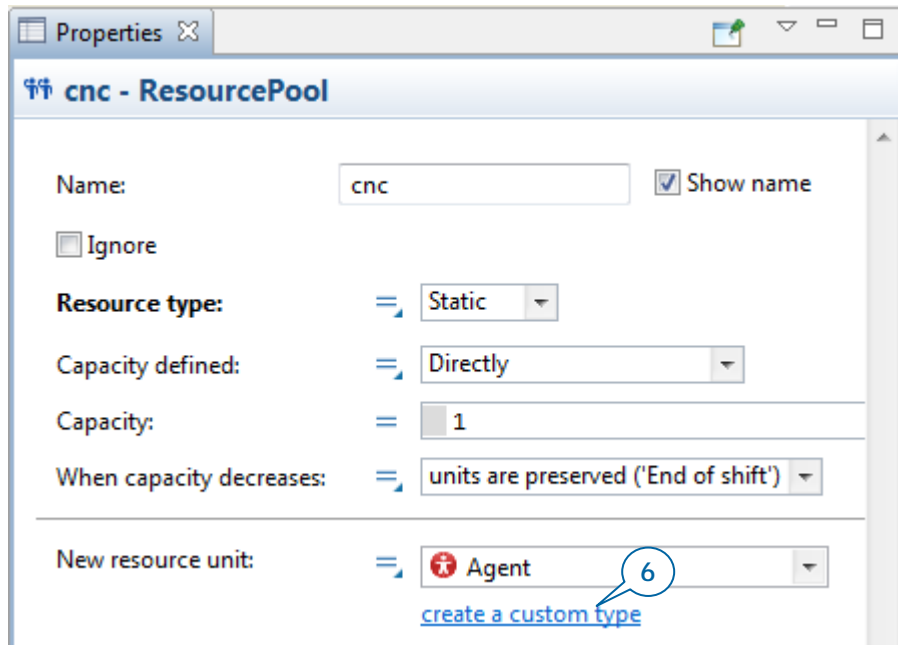 Properties
cnc - ResourcePool
Name: cnc Show name
Ignore
Resource type: Static
Capacity defined: Directly
Capacity: 1
When capacity decreases: units are preserved ('End of shift')
New resource unit: Agent
6
create a custom type